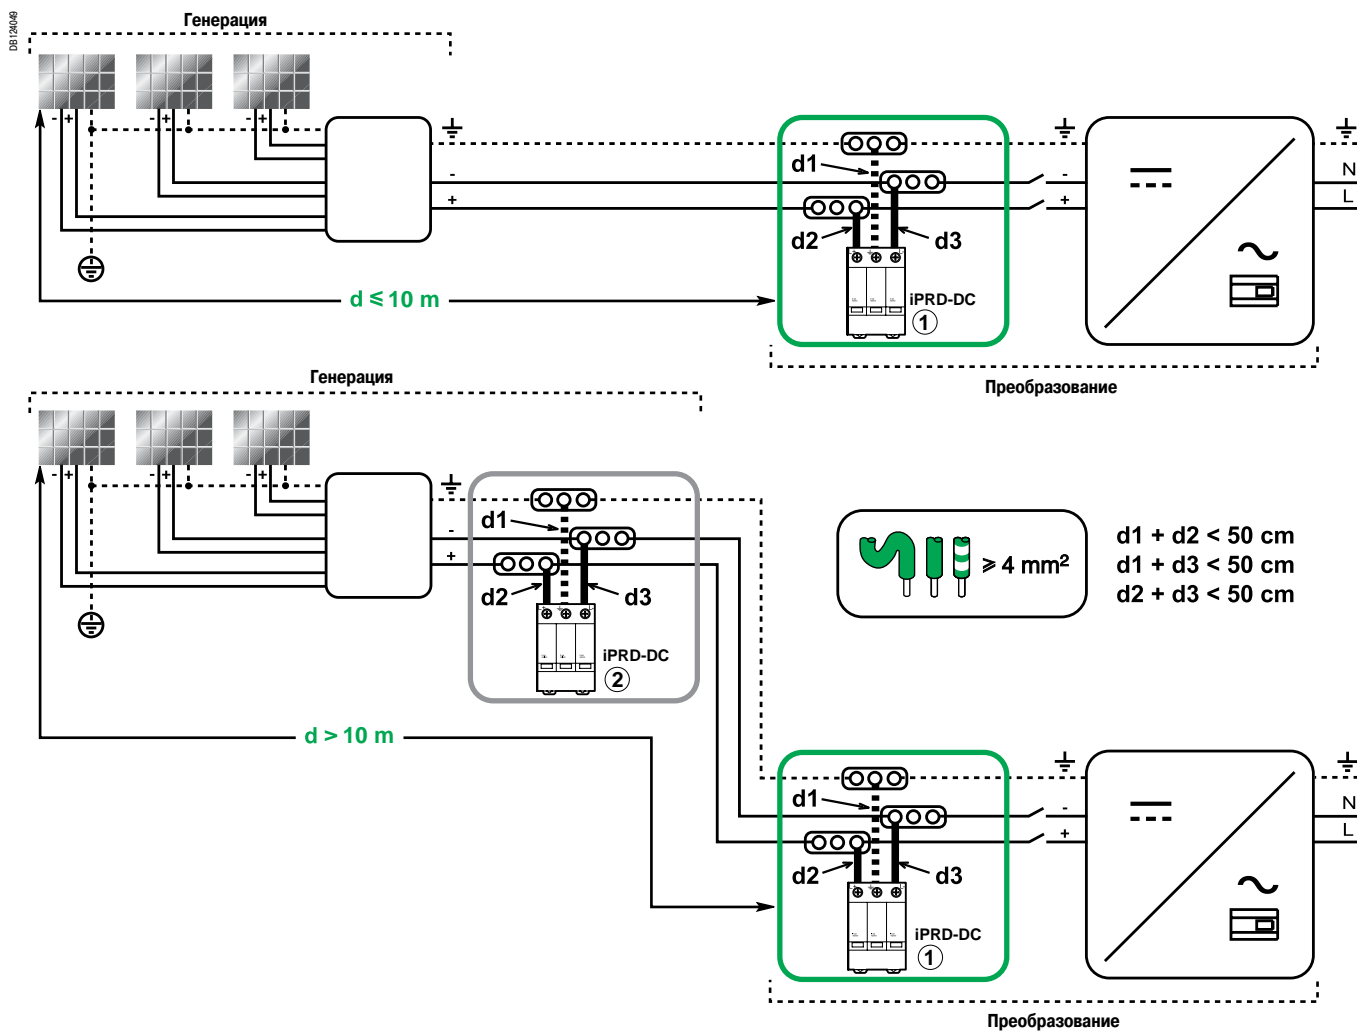 DB124049
Генерация
- +
- +
- +
-
+
d1
d2
d3
iPRD-DC
1
-
+
N
L
d ≤ 10 m
Преобразование
Генерация
- +
- +
- +
-
+
d1
d2
d3
iPRD-DC
2
≥ 4 mm²
d1 + d2 < 50 cm
d1 + d3 < 50 cm
d2 + d3 < 50 cm
d > 10 m
d1
d2
d3
iPRD-DC
1
-
+
N
L
Преобразование